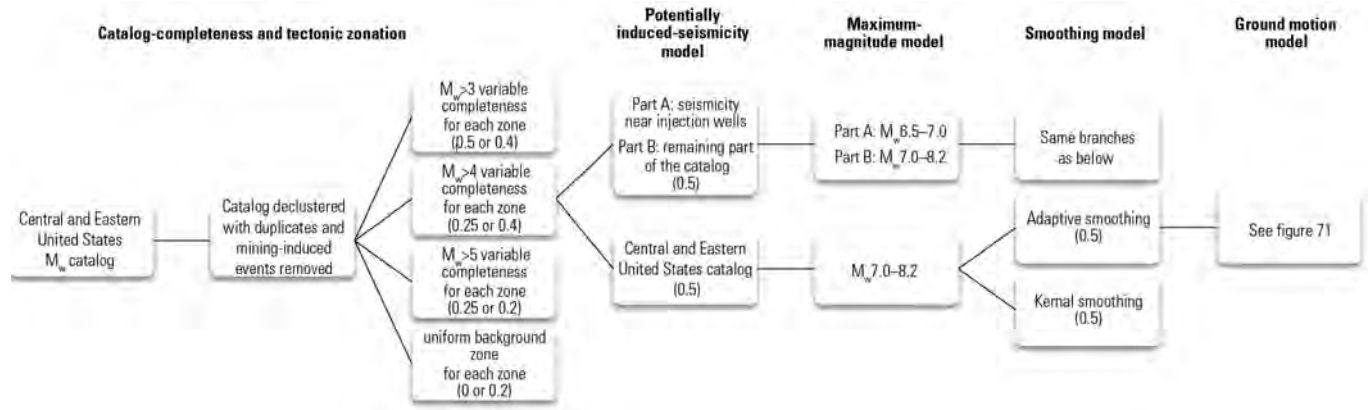 Catalog-completeness and tectonic zonation
Potentially
induced-seismicity
model
Maximum-
magnitude model
Smoothing model
Ground motion
model
Central and Eastern
United States
Mw catalog
Catalog declustered
with duplicates and
mining-induced
events removed
Mw>3 variable
completeness
for each zone
(0.5 or 0.4)
Mw>4 variable
completeness
for each zone
(0.25 or 0.4)
Mw>5 variable
completeness
for each zone
(0.25 or 0.2)
uniform background
zone
for each zone
(0 or 0.2)
Part A: seismicity
near injection wells
Part B: remaining part
of the catalog
(0.5)
Central and Eastern
United States catalog
(0.5)
Part A: Mw6.5–7.0
Part B: Mw7.0–8.2
Mw7.0–8.2
Same branches
as below
Adaptive smoothing
(0.5)
Kernal smoothing
(0.5)
See figure 71